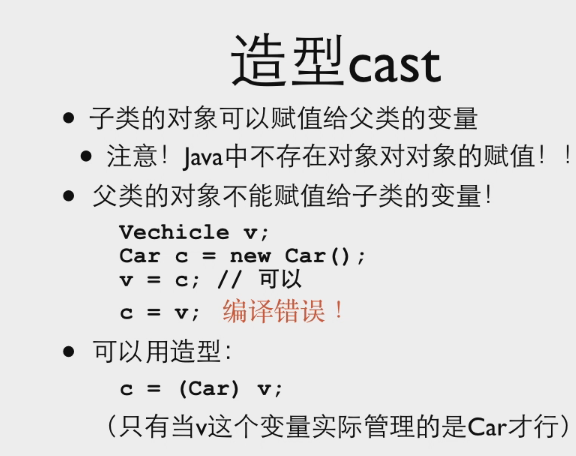 造型cast
• 子类的对象可以赋值给父类的变量
• 注意！Java中不存在对象对对象的赋值！！
• 父类的对象不能赋值给子类的变量！
Vechicle v;
Car c = new Car();
v = c; // 可以
c = v; 编译错误！
• 可以用造型：
c = (Car) v;
（只有当v这个变量实际管理的是Car才行）